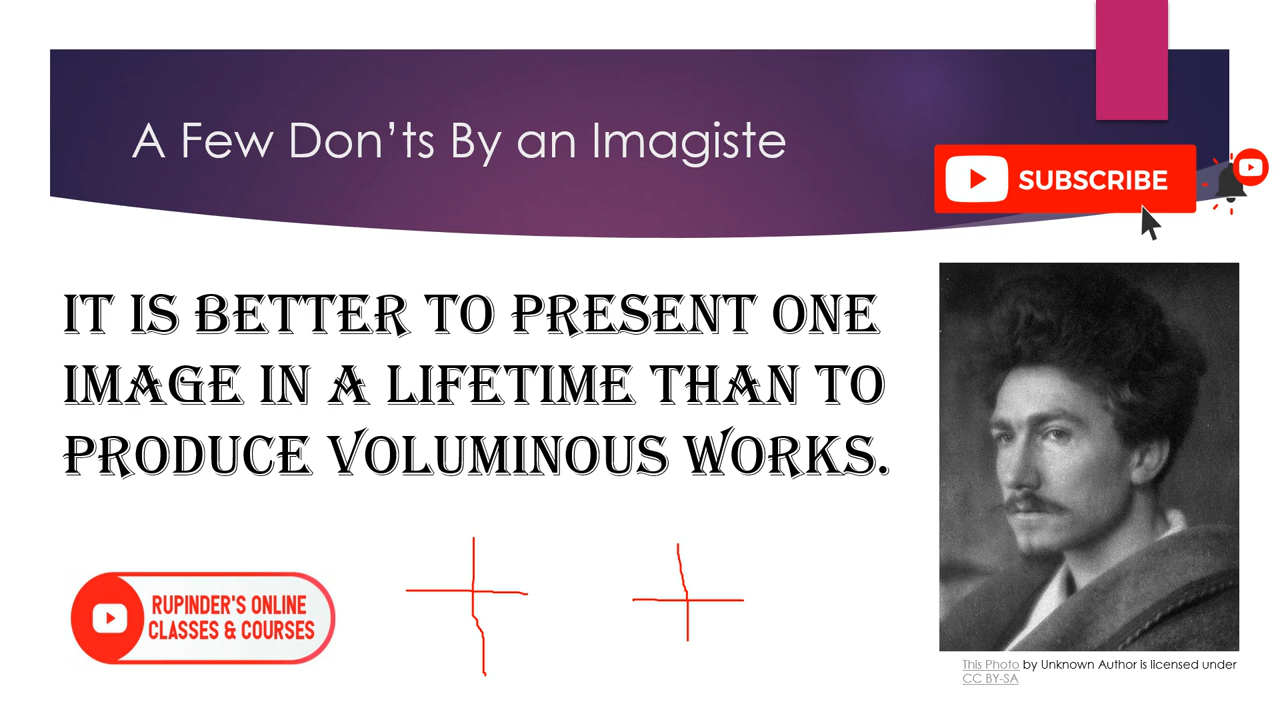 A Few Don'ts By an Imagiste
SUBSCRIBE
IT IS BETTER TO PRESENT ONE
IMAGE IN A LIFETIME THAN TO
PRODUCE VOLUMINOUS WORKS.
RUPINDER'S ONLINE
CLASSES & COURSES
This Photo by Unknown Author is licensed under
CC BY-SA